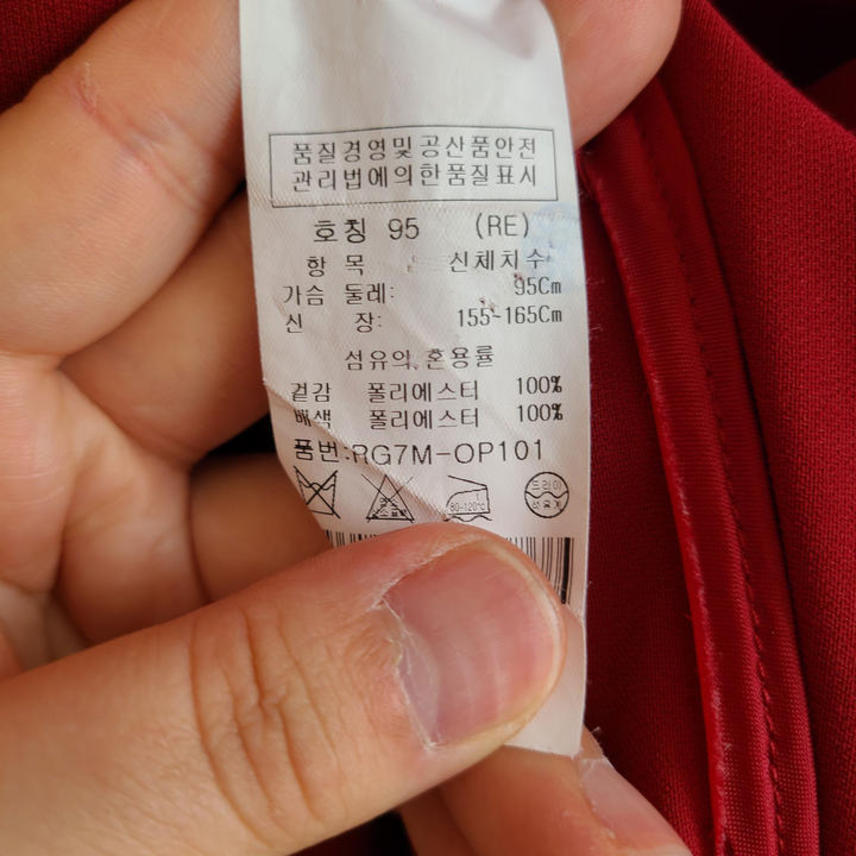 품질경영및공산품안전
관리법에의한품질표시
호칭 95 (RE)
항 목 신체치수
가슴 둘레: 95Cm
신 장: 155~165Cm
섬유의 혼용률
겉감 폴리에스터 100%
배색 폴리에스터 100%
품번:RG7M-OP101
80~120℃
드라이